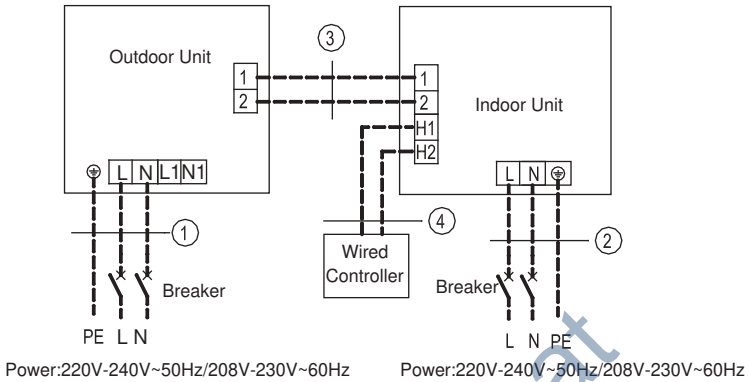 Outdoor Unit
1
2
L N L1 N1
3
1
2
H1
H2
Indoor Unit
L N
1
Breaker
PE L N
4
Wired
Controller
2
Breaker
L N PE
Power:220V-240V~50Hz/208V-230V~60Hz
Power:220V-240V~50Hz/208V-230V~60Hz
at